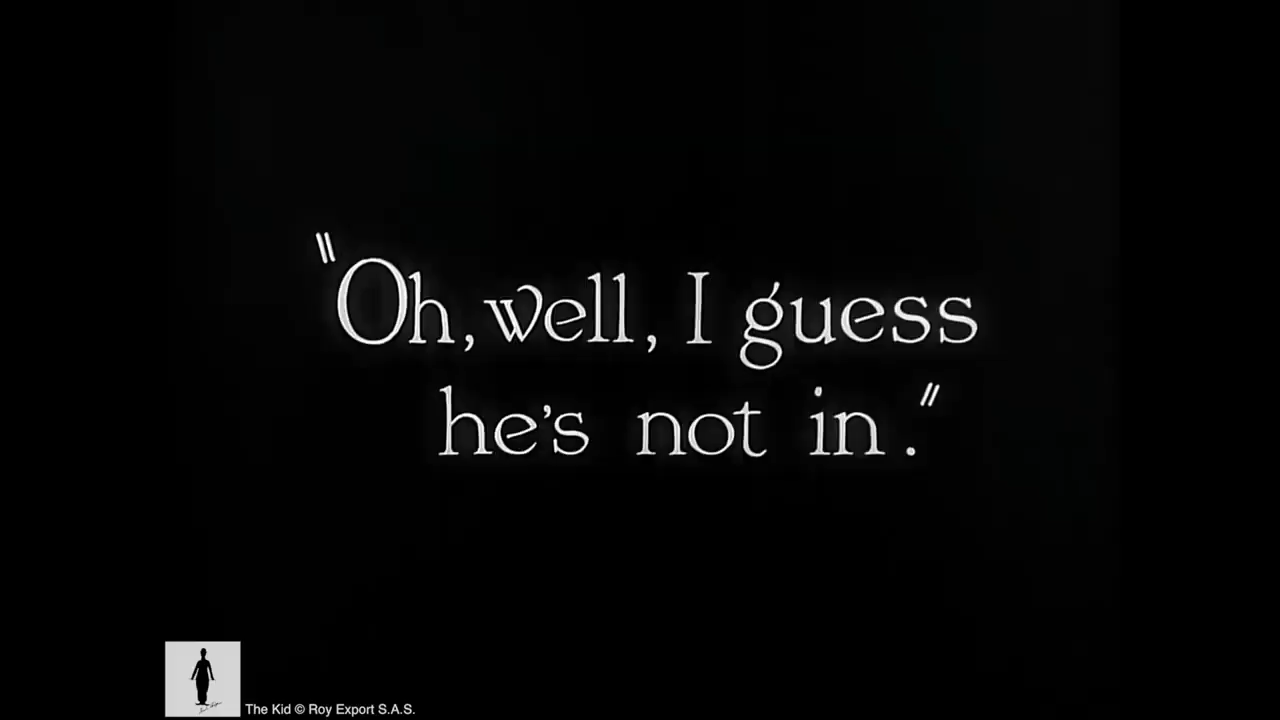 "Oh, well, I guess
he's not in."
The Kid © Roy Export S.A.S.